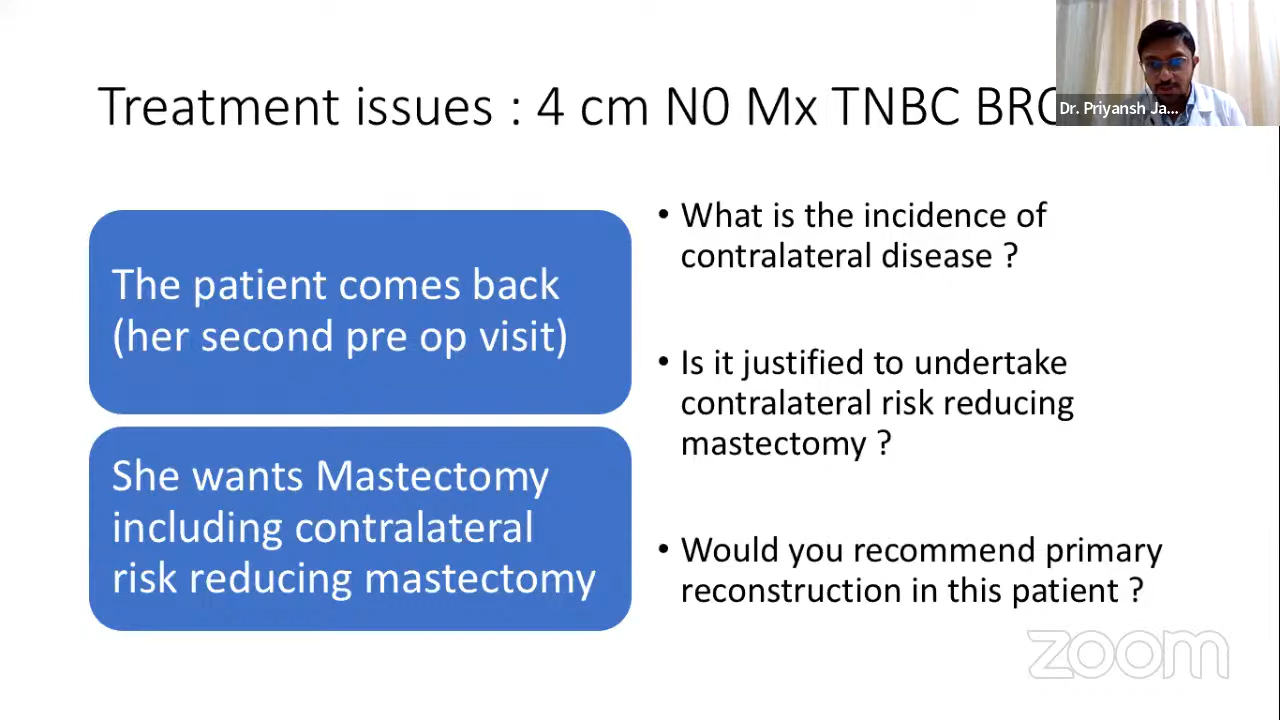 Treatment issues : 4 cm N0 Mx TNBC
Dr. Priyansh Ja...
The patient comes back
(her second pre op visit)
She wants Mastectomy
including contralateral
risk reducing mastectomy
• What is the incidence of
contralateral disease ?
• Is it justified to undertake
contralateral risk reducing
mastectomy ?
• Would you recommend primary
reconstruction in this patient ?
zoom